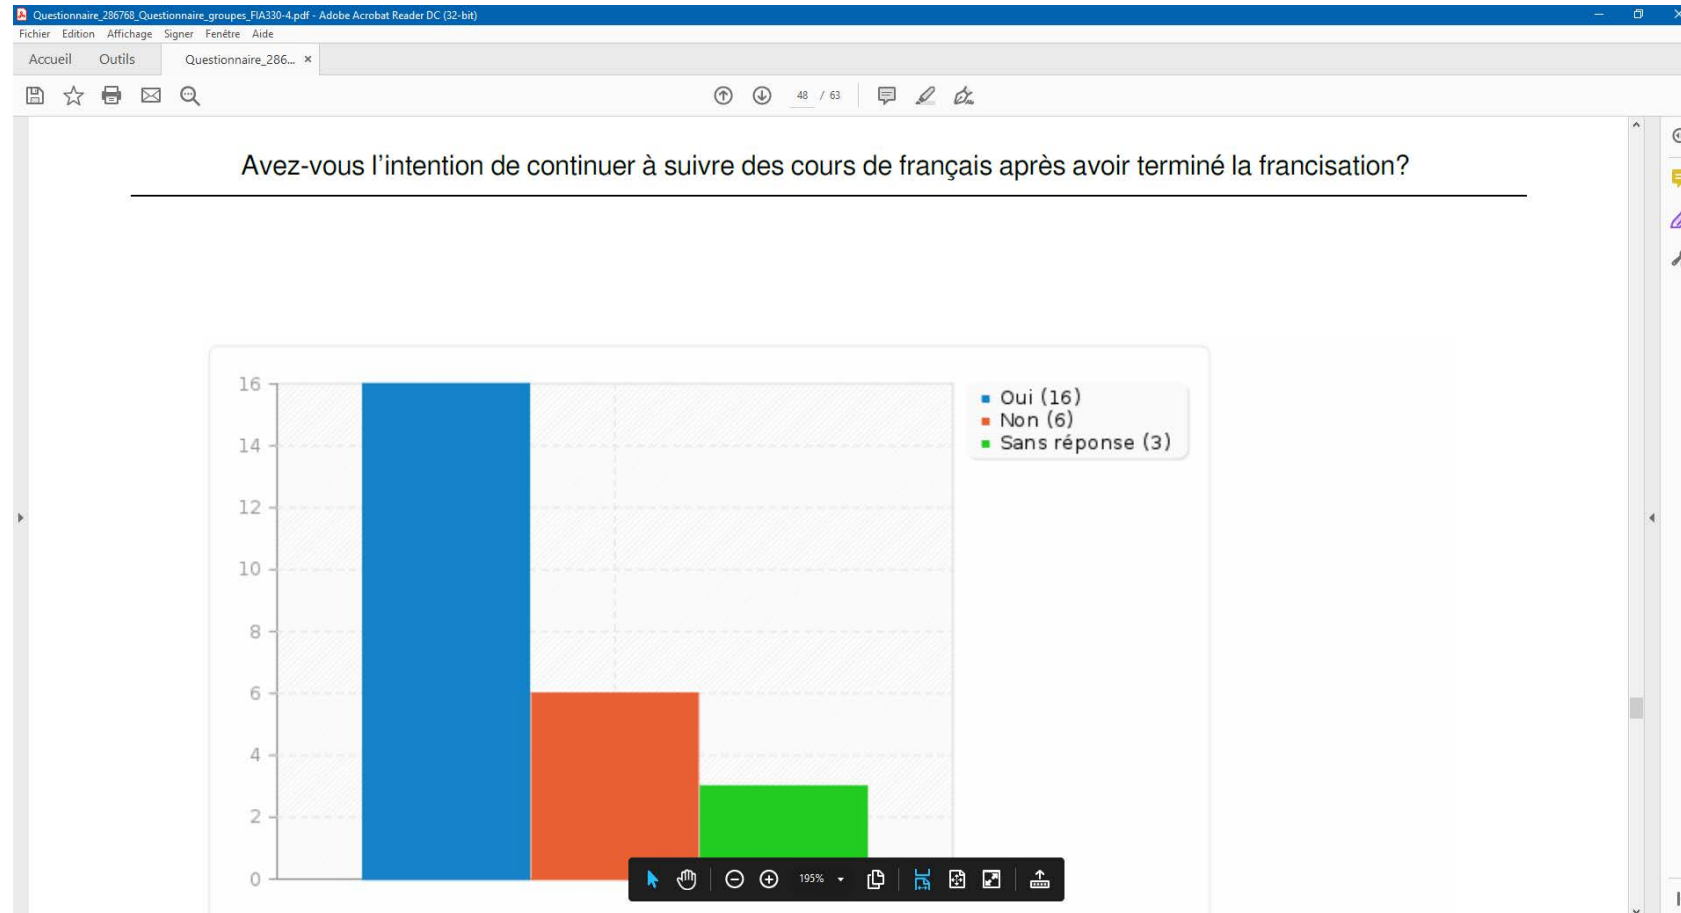 Questionnaire_286768_Questionnaire_groupes_FIA330-4.pdf - Adobe Acrobat Reader DC (32-bit)
Fichier Edition Affichage Signer Fenêtre Aide
Accueil Outils Questionnaire_286... ×
48 / 63
Avez-vous l'intention de continuer à suivre des cours de français après avoir terminé la francisation?
16
14
12
10
8
6
4
2
0
Oui (16)
Non (6)
Sans réponse (3)
195%